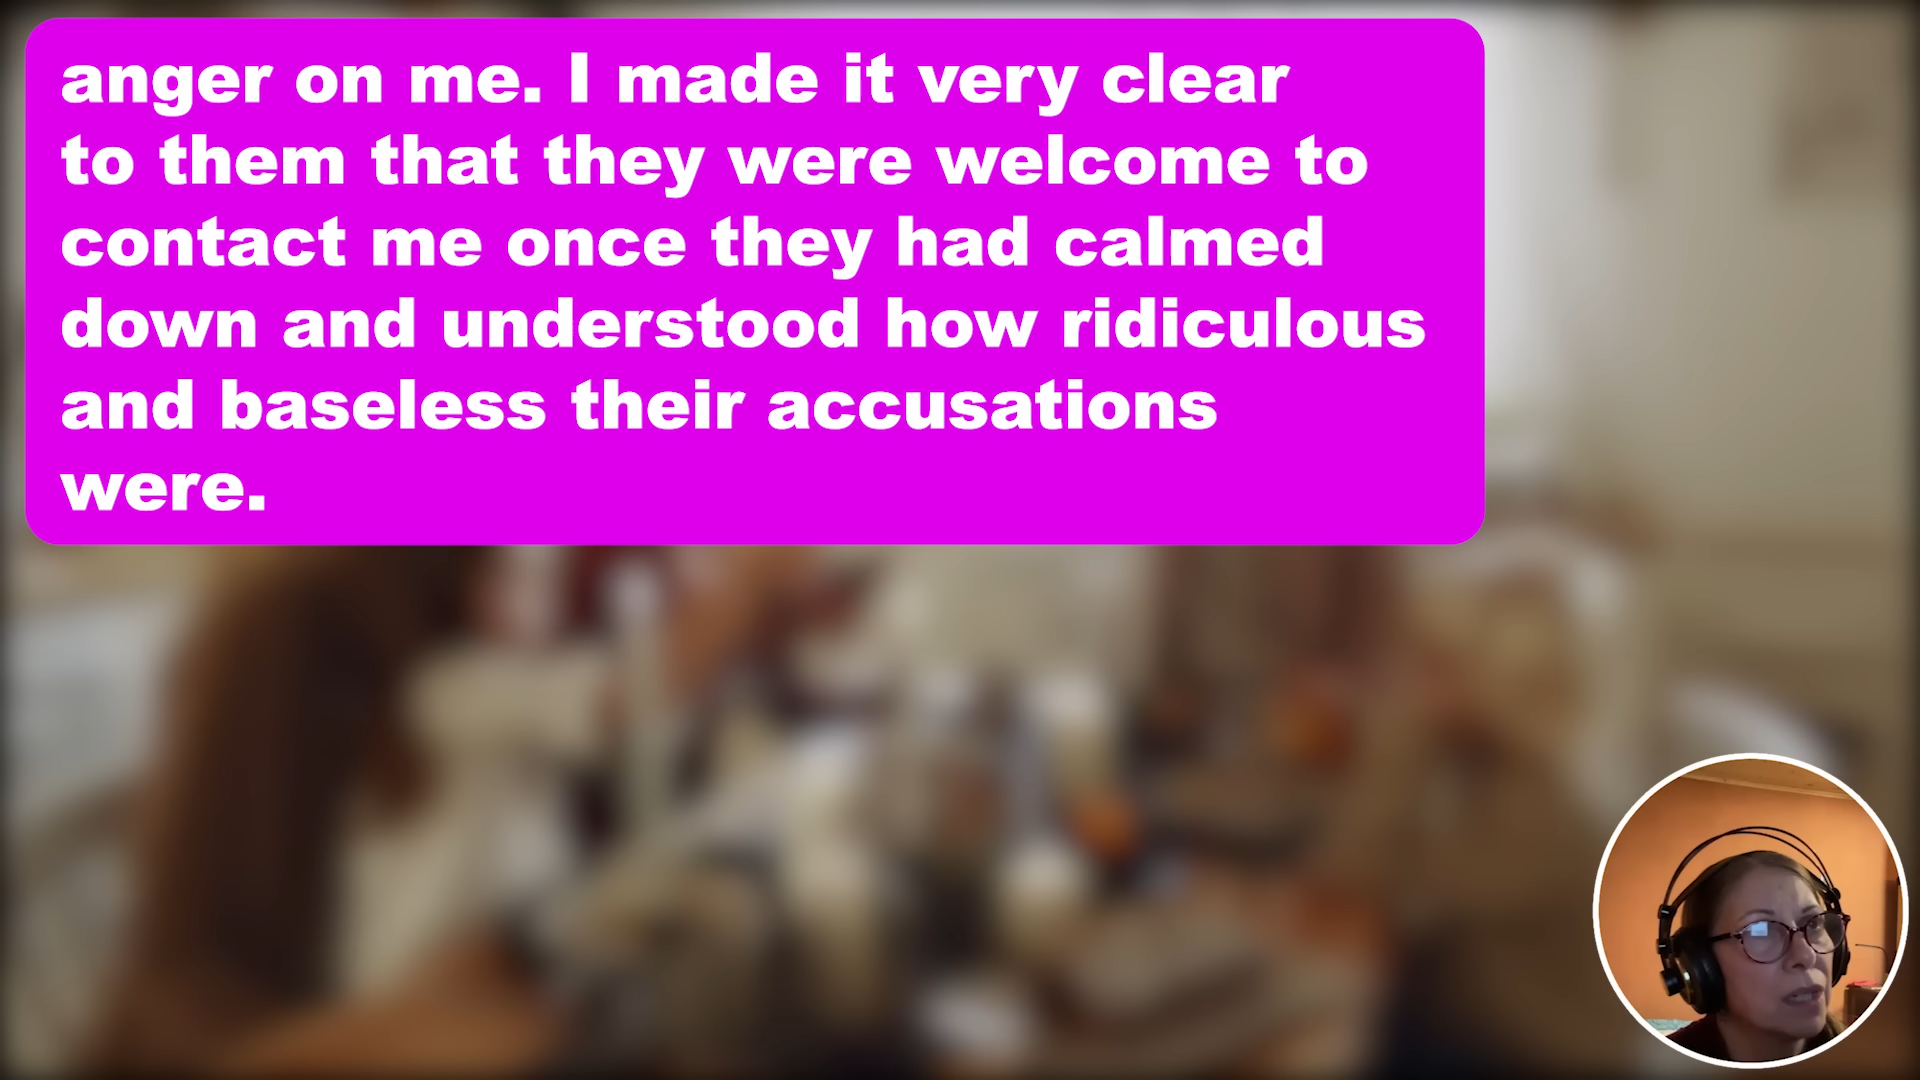 anger on me. I made it very clear
to them that they were welcome to
contact me once they had calmed
down and understood how ridiculous
and baseless their accusations
were.